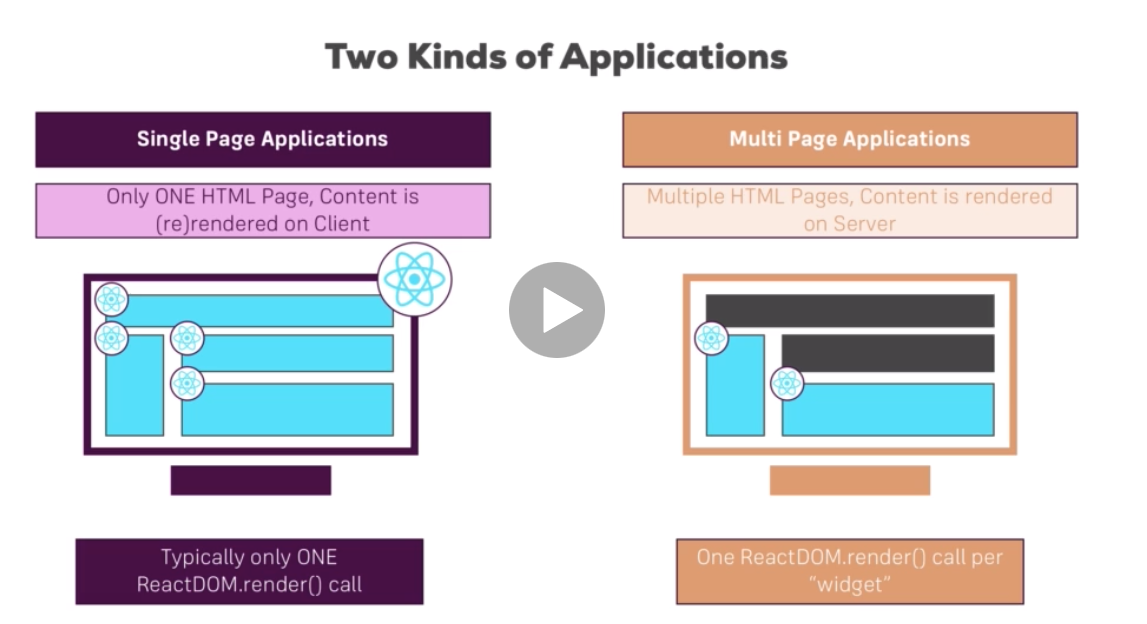 Two Kinds of Applications
Single Page Applications
Only ONE HTML Page, Content is
(re)rendered on Client
Typically only ONE
ReactDOM.render() call
Multi Page Applications
Multiple HTML Pages, Content is rendered
on Server
One ReactDOM.render() call per
“widget”